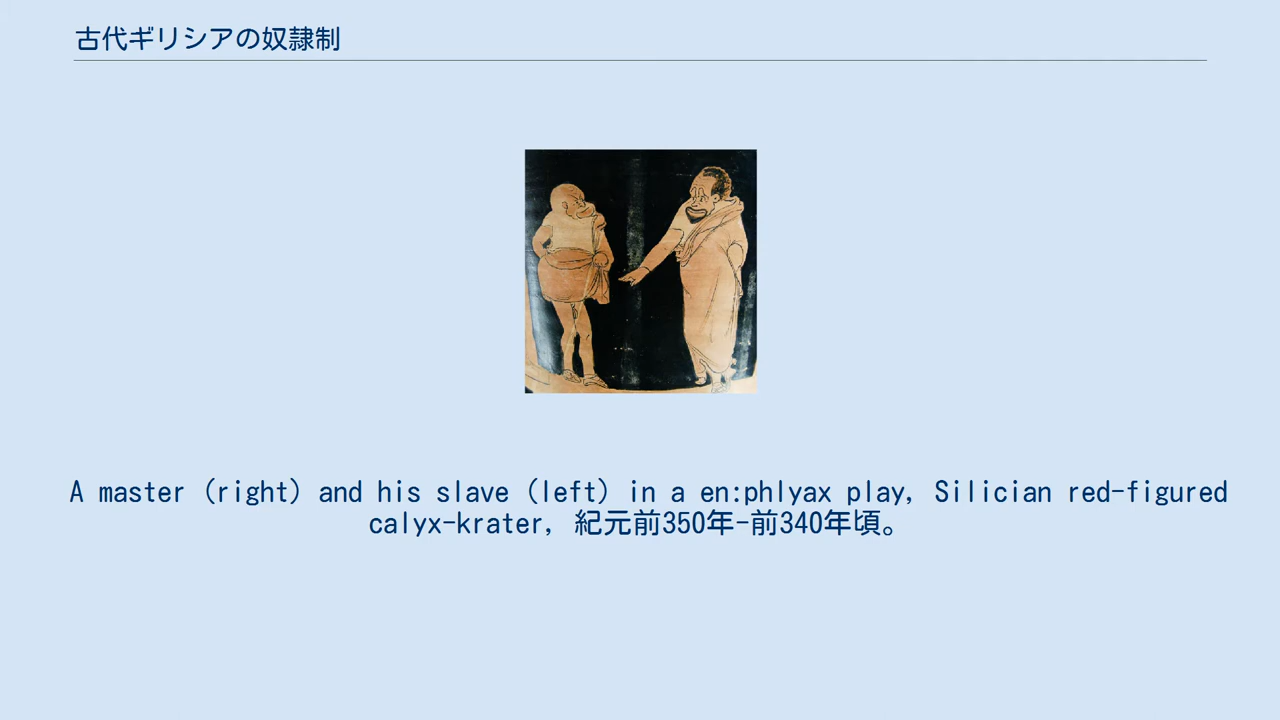 古代ギリシアの奴隷制
A master (right) and his slave (left) in a en:phlyax play, Silician red-figured
calyx-krater, 紀元前350年-前340年頃。